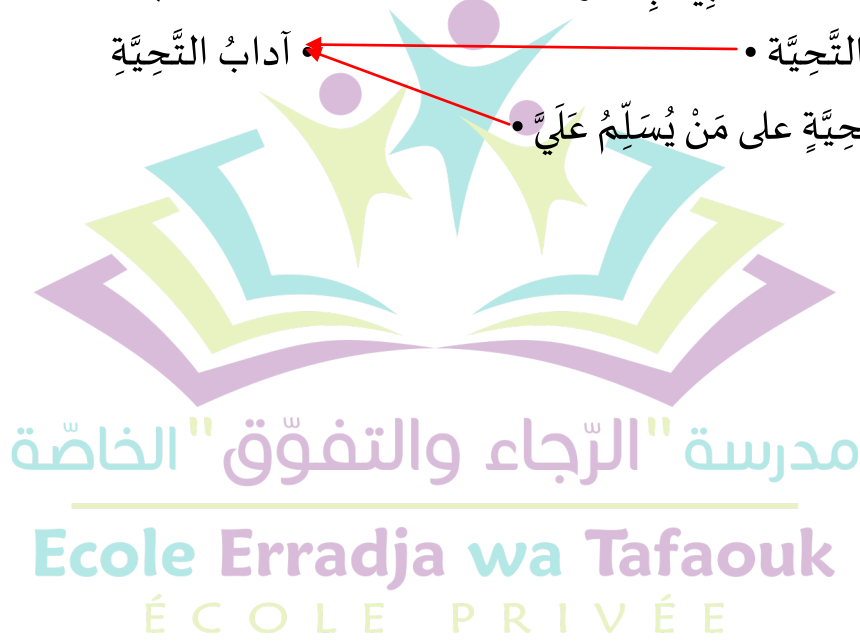 التَّحِيَّة • • آدابُ التَّحِيَّةِ
على مَنْ يُسَلِّمُ عَلَيَّ •
مدرسة "الرّجاء والتفوّق" الخاصّة
Ecole Erradja wa Tafaouk
ÉCOLE PRIVÉE